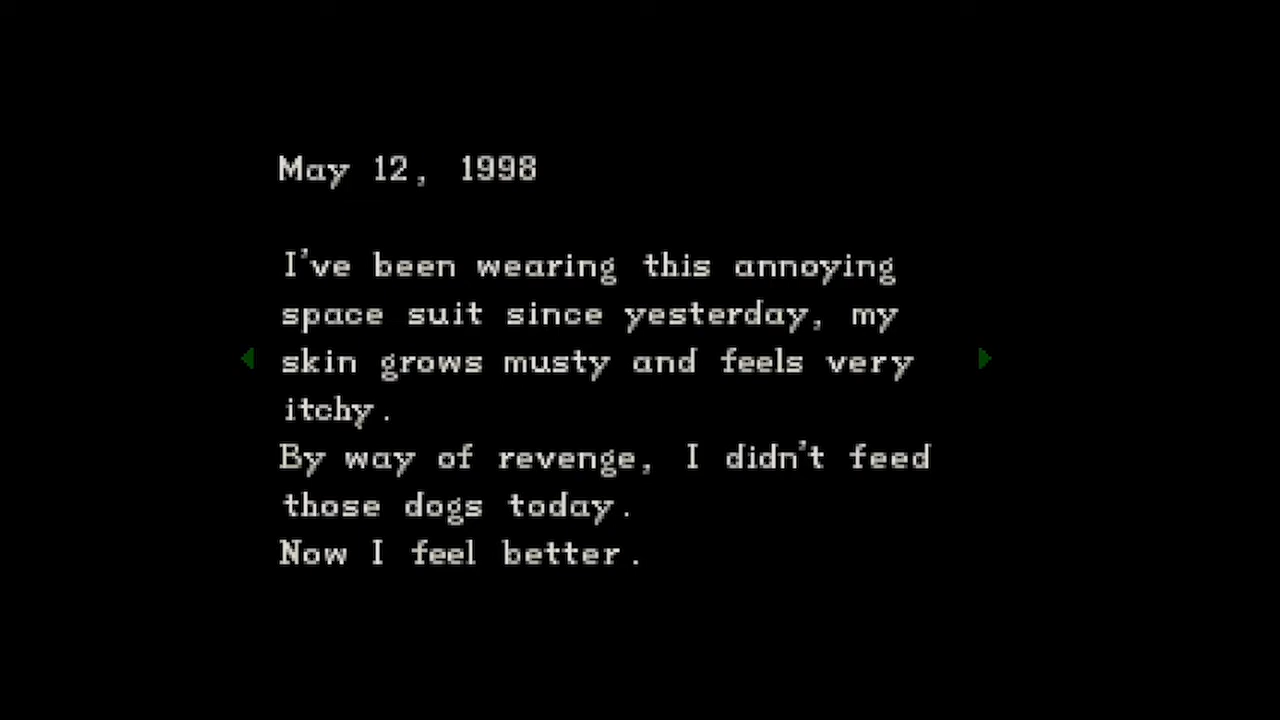 May 12, 1998
I've been wearing this annoying
space suit since yesterday, my
skin grows musty and feels very
itchy.
By way of revenge, I didn't feed
those dogs today.
Now I feel better.